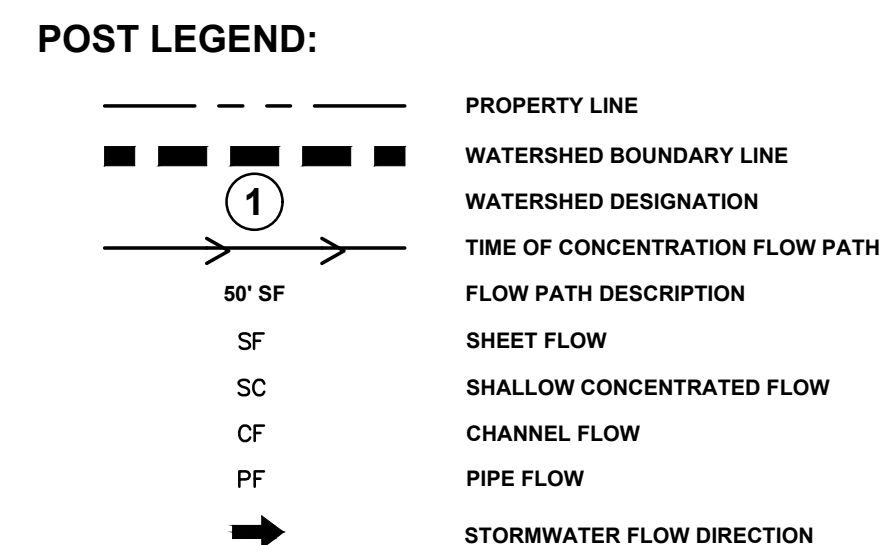 POST LEGEND:
PROPERTY LINE
WATERSHED BOUNDARY LINE
1 WATERSHED DESIGNATION
TIME OF CONCENTRATION FLOW PATH
50' SF FLOW PATH DESCRIPTION
SF SHEET FLOW
SC SHALLOW CONCENTRATED FLOW
CF CHANNEL FLOW
PF PIPE FLOW
STORMWATER FLOW DIRECTION